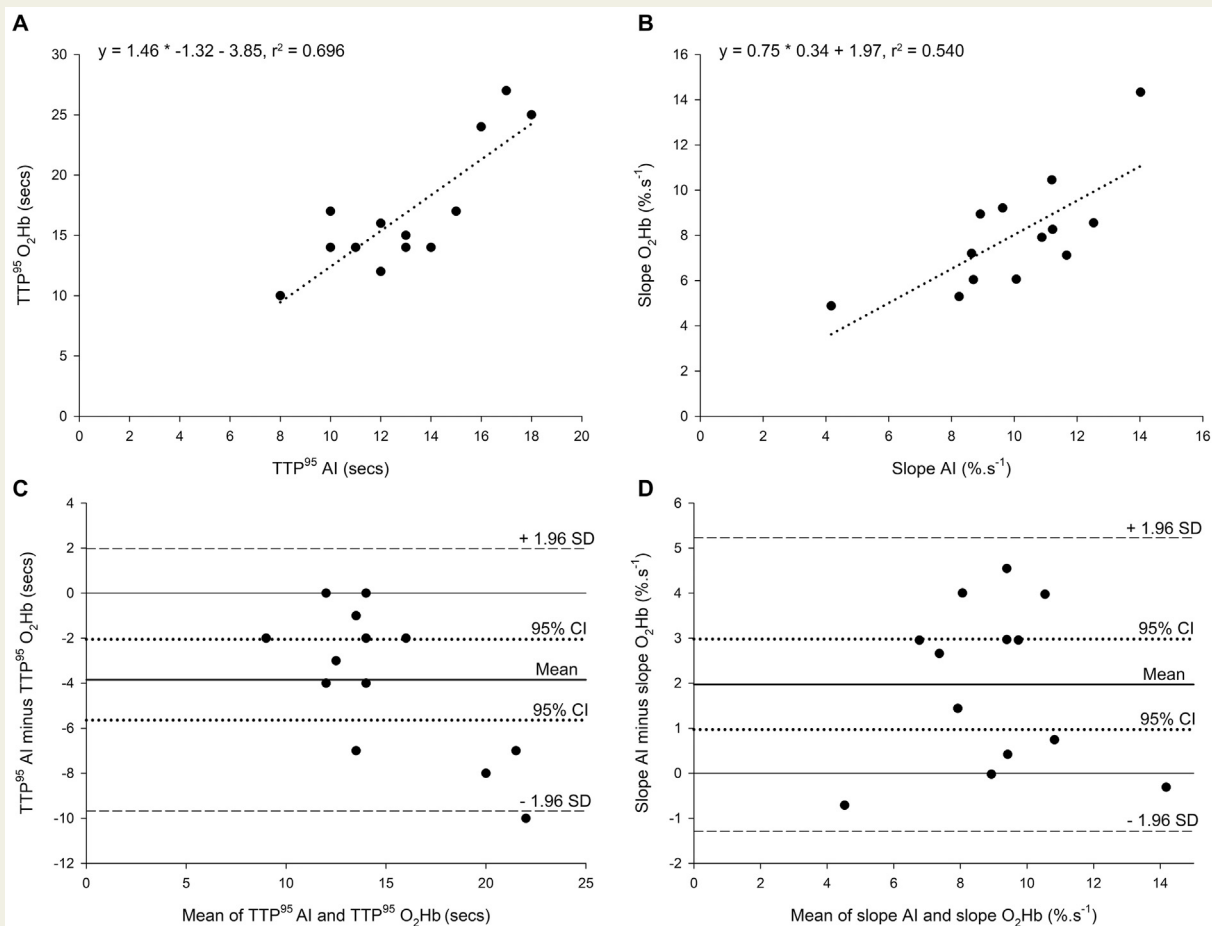 A
y = 1.46 * -1.32 - 3.85, r² = 0.696
30
25
20
15
10
5
0
TTP⁹⁵ O₂Hb (secs)
0 2 4 6 8 10 12 14 16 18 20
TTP⁹⁵ AI (secs)
B
y = 0.75 * 0.34 + 1.97, r² = 0.540
16
14
12
10
8
6
4
2
0
Slope O₂Hb (%.s⁻¹)
0 2 4 6 8 10 12 14 16
Slope AI (%.s⁻¹)
C
4
2
0
-2
-4
-6
-8
-10
-12
TTP⁹⁵ AI minus TTP⁹⁵ O₂Hb (secs)
+ 1.96 SD
95% CI
Mean
95% CI
- 1.96 SD
0 5 10 15 20 25
Mean of TTP⁹⁵ AI and TTP⁹⁵ O₂Hb (secs)
D
6
5
4
3
2
1
0
-1
-2
Slope AI minus slope O₂Hb (%.s⁻¹)
+ 1.96 SD
95% CI
Mean
95% CI
- 1.96 SD
0 2 4 6 8 10 12 14
Mean of slope AI and slope O₂Hb (%.s⁻¹)